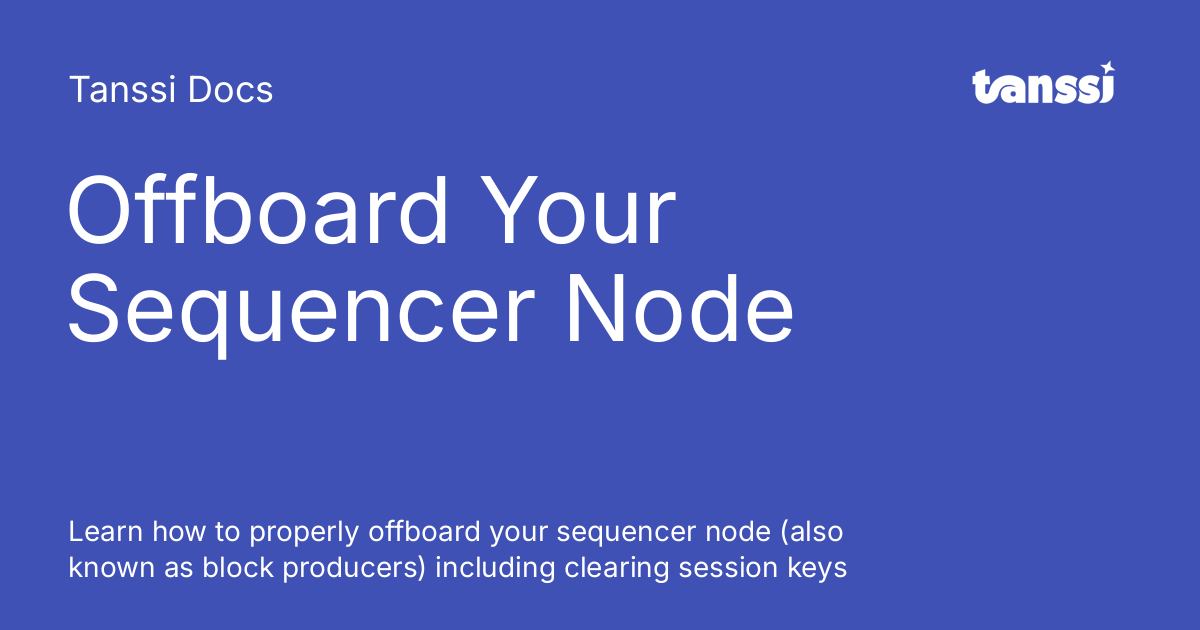 Tanssi Docs
tanssi
Offboard Your
Sequencer Node
Learn how to properly offboard your sequencer node (also
known as block producers) including clearing session keys